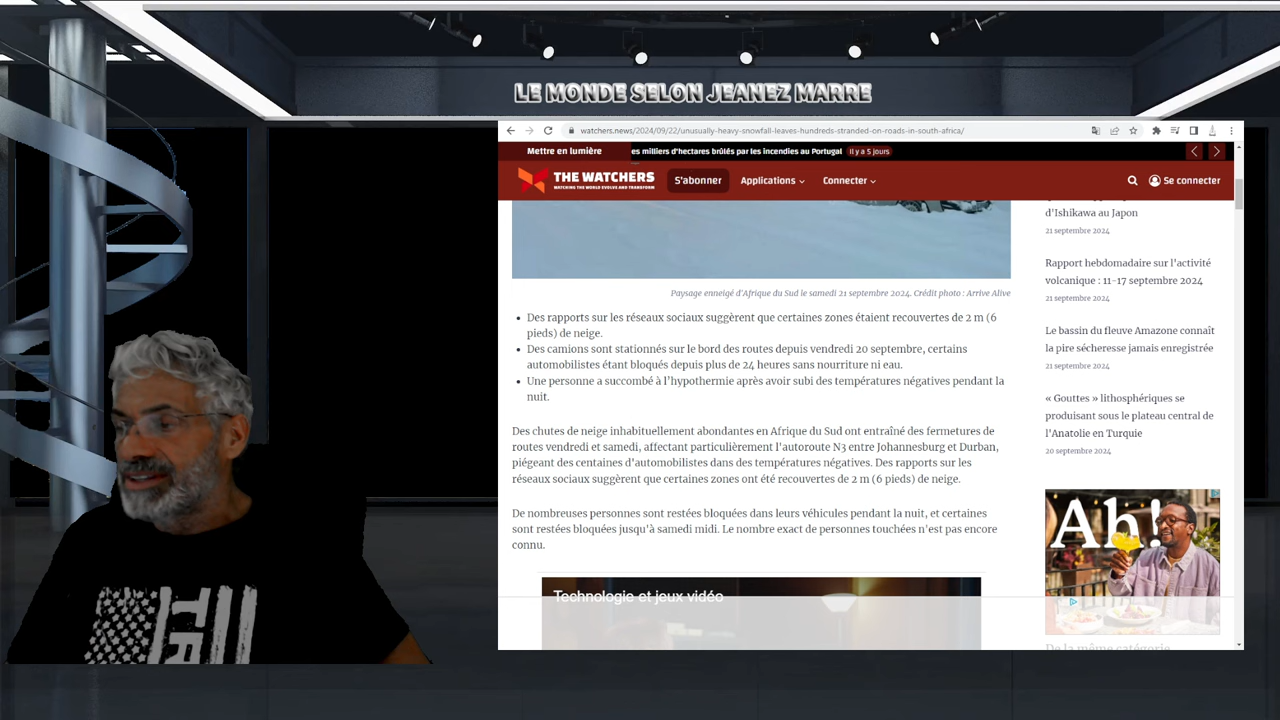 LE MONDE SELON JEANEZ MARRE
watchers.news/2024/09/22/unusually-heavy-snowfall-leaves-hundreds-stranded-on-roads-in-south-africa/
Mettre en lumière
es milliers d'hectares brûlés par les incendies au Portugal Il y a 5 jours
THE WATCHERS
WATCHING THE WORLD EVOLVE AND TRANSFORM
S'abonner
Applications
Connecter
Se connecter
Paysage enneigé d'Afrique du Sud le samedi 21 septembre 2024. Crédit photo : Arrive Alive
• Des rapports sur les réseaux sociaux suggèrent que certaines zones étaient recouvertes de 2 m (6
pieds) de neige.
• Des camions sont stationnés sur le bord des routes depuis vendredi 20 septembre, certains
automobilistes étant bloqués depuis plus de 24 heures sans nourriture ni eau.
• Une personne a succombé à l'hypothermie après avoir subi des températures négatives pendant la
nuit.
Des chutes de neige inhabituellement abondantes en Afrique du Sud ont entraîné des fermetures de
routes vendredi et samedi, affectant particulièrement l'autoroute N3 entre Johannesburg et Durban,
piégeant des centaines d'automobilistes dans des températures négatives. Des rapports sur les
réseaux sociaux suggèrent que certaines zones ont été recouvertes de 2 m (6 pieds) de neige.
De nombreuses personnes sont restées bloquées dans leurs véhicules pendant la nuit, et certaines
sont restées bloquées jusqu'à samedi midi. Le nombre exact de personnes touchées n'est pas encore
connu.
Technologie et jeux vidéo
d'Ishikawa au Japon
21 septembre 2024
Rapport hebdomadaire sur l'activité
volcanique : 11-17 septembre 2024
21 septembre 2024
Le bassin du fleuve Amazone connaît
la pire sécheresse jamais enregistrée
21 septembre 2024
« Gouttes » lithosphériques se
produisant sous le plateau central de
l'Anatolie en Turquie
20 septembre 2024
Ah!
De la même catégorie